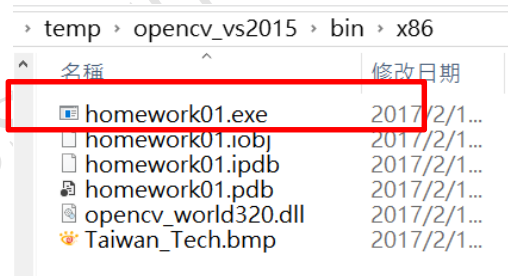 › temp › opencv_vs2015 › bin › x86
名稱 修改日期
homework01.exe 2017/2/1...
homework01.iobj 2017/2/1...
homework01.ipdb 2017/2/1...
homework01.pdb 2017/2/1...
opencv_world320.dll 2017/2/1...
Taiwan_Tech.bmp 2017/2/1...